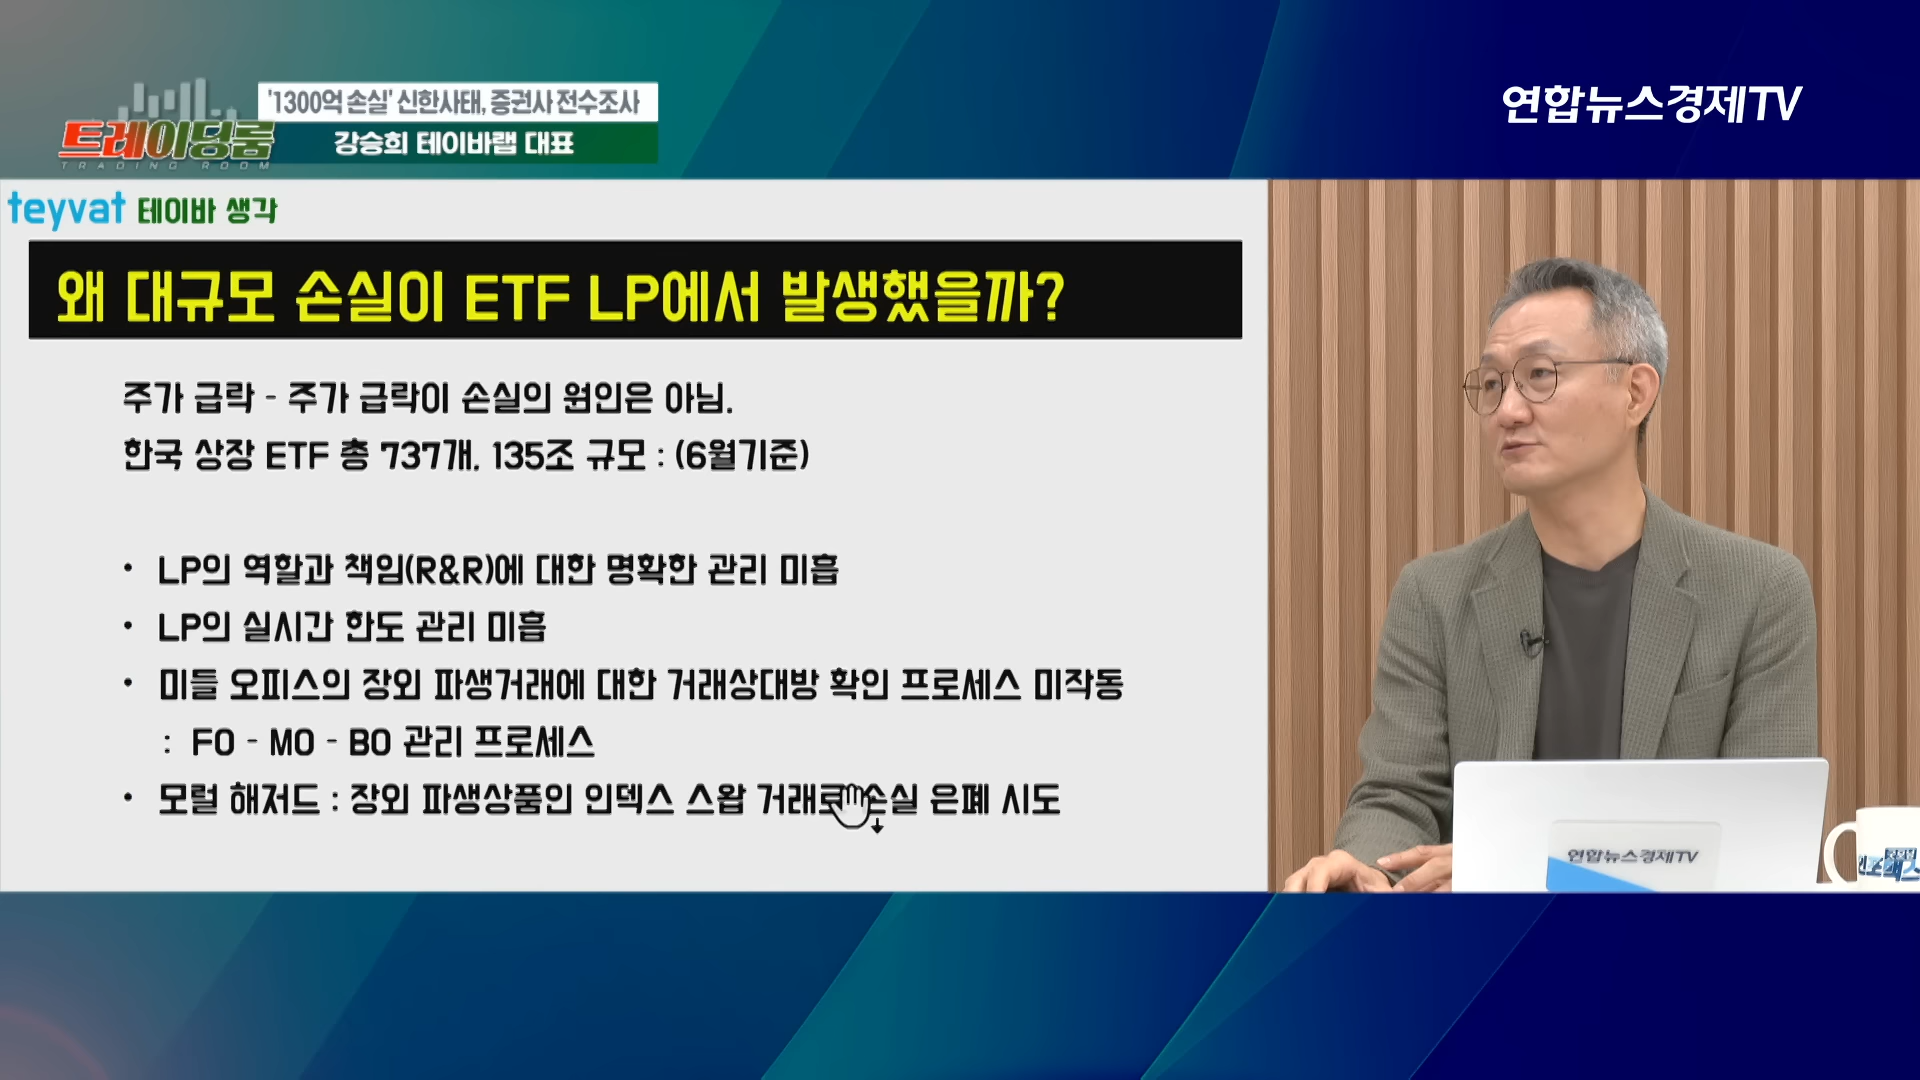 '1300억 손실' 신한사태, 증권사 전수조사
트레이딩룸
TRADING ROOM
강승희 테이바랩 대표
연합뉴스경제TV
teyvat 테이바 생각
왜 대규모 손실이 ETF LP에서 발생했을까?
주가 급락 - 주가 급락이 손실의 원인은 아님.
한국 상장 ETF 총 737개, 135조 규모 : (6월기준)
• LP의 역할과 책임(R&R)에 대한 명확한 관리 미흡
• LP의 실시간 한도 관리 미흡
• 미들 오피스의 장외 파생거래에 대한 거래상대방 확인 프로세스 미작동
: FO - MO - BO 관리 프로세스
• 모럴 해저드 : 장외 파생상품인 인덱스 스왑 거래로 손실 은폐 시도
연합뉴스경제TV